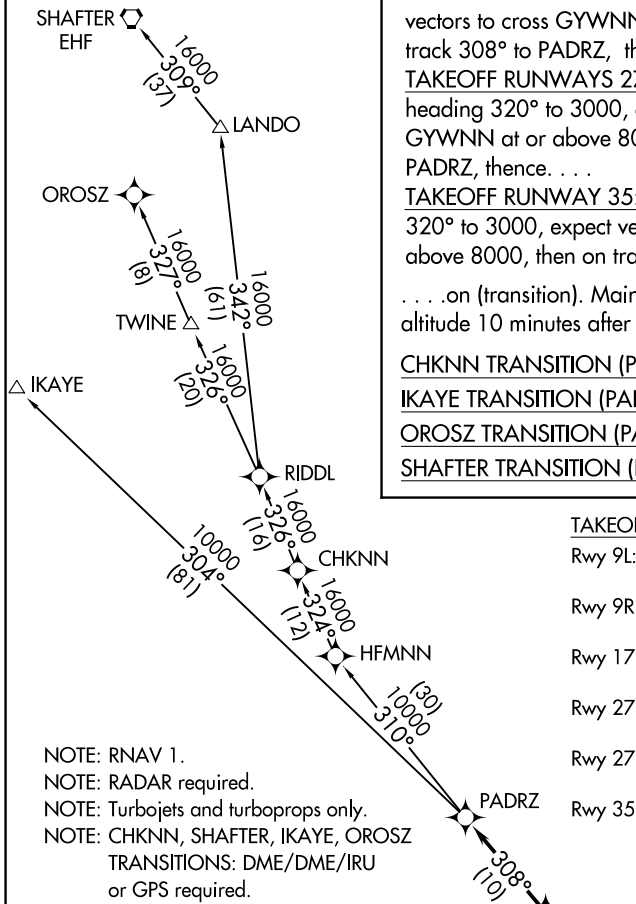 SHAFTER
EHF
16000
309°
(37)
LANDO
OROSZ
16000
327°
(8)
16000
342°
(61)
TWINE
16000
326°
(20)
IKAYE
RIDDL
16000
326°
(16)
10000
304°
(81)
CHKNN
16000
324°
(12)
HFMNN
(30)
10000
310°
PADRZ
308°
(10)
NOTE: RNAV 1.
NOTE: RADAR required.
NOTE: Turbojets and turboprops only.
NOTE: CHKNN, SHAFTER, IKAYE, OROSZ
TRANSITIONS: DME/DME/IRU
or GPS required.
vectors to cross GYWNN
track 308° to PADRZ, th
TAKEOFF RUNWAYS 27
heading 320° to 3000,
GYWNN at or above 80
PADRZ, thence. . . .
TAKEOFF RUNWAY 35:
320° to 3000, expect ve
above 8000, then on tra
. . . .on (transition). Main
altitude 10 minutes after
CHKNN TRANSITION (P
IKAYE TRANSITION (PA
OROSZ TRANSITION (PA
SHAFTER TRANSITION (
TAKEO
Rwy 9L:
Rwy 9R
Rwy 17
Rwy 27
Rwy 27
Rwy 35